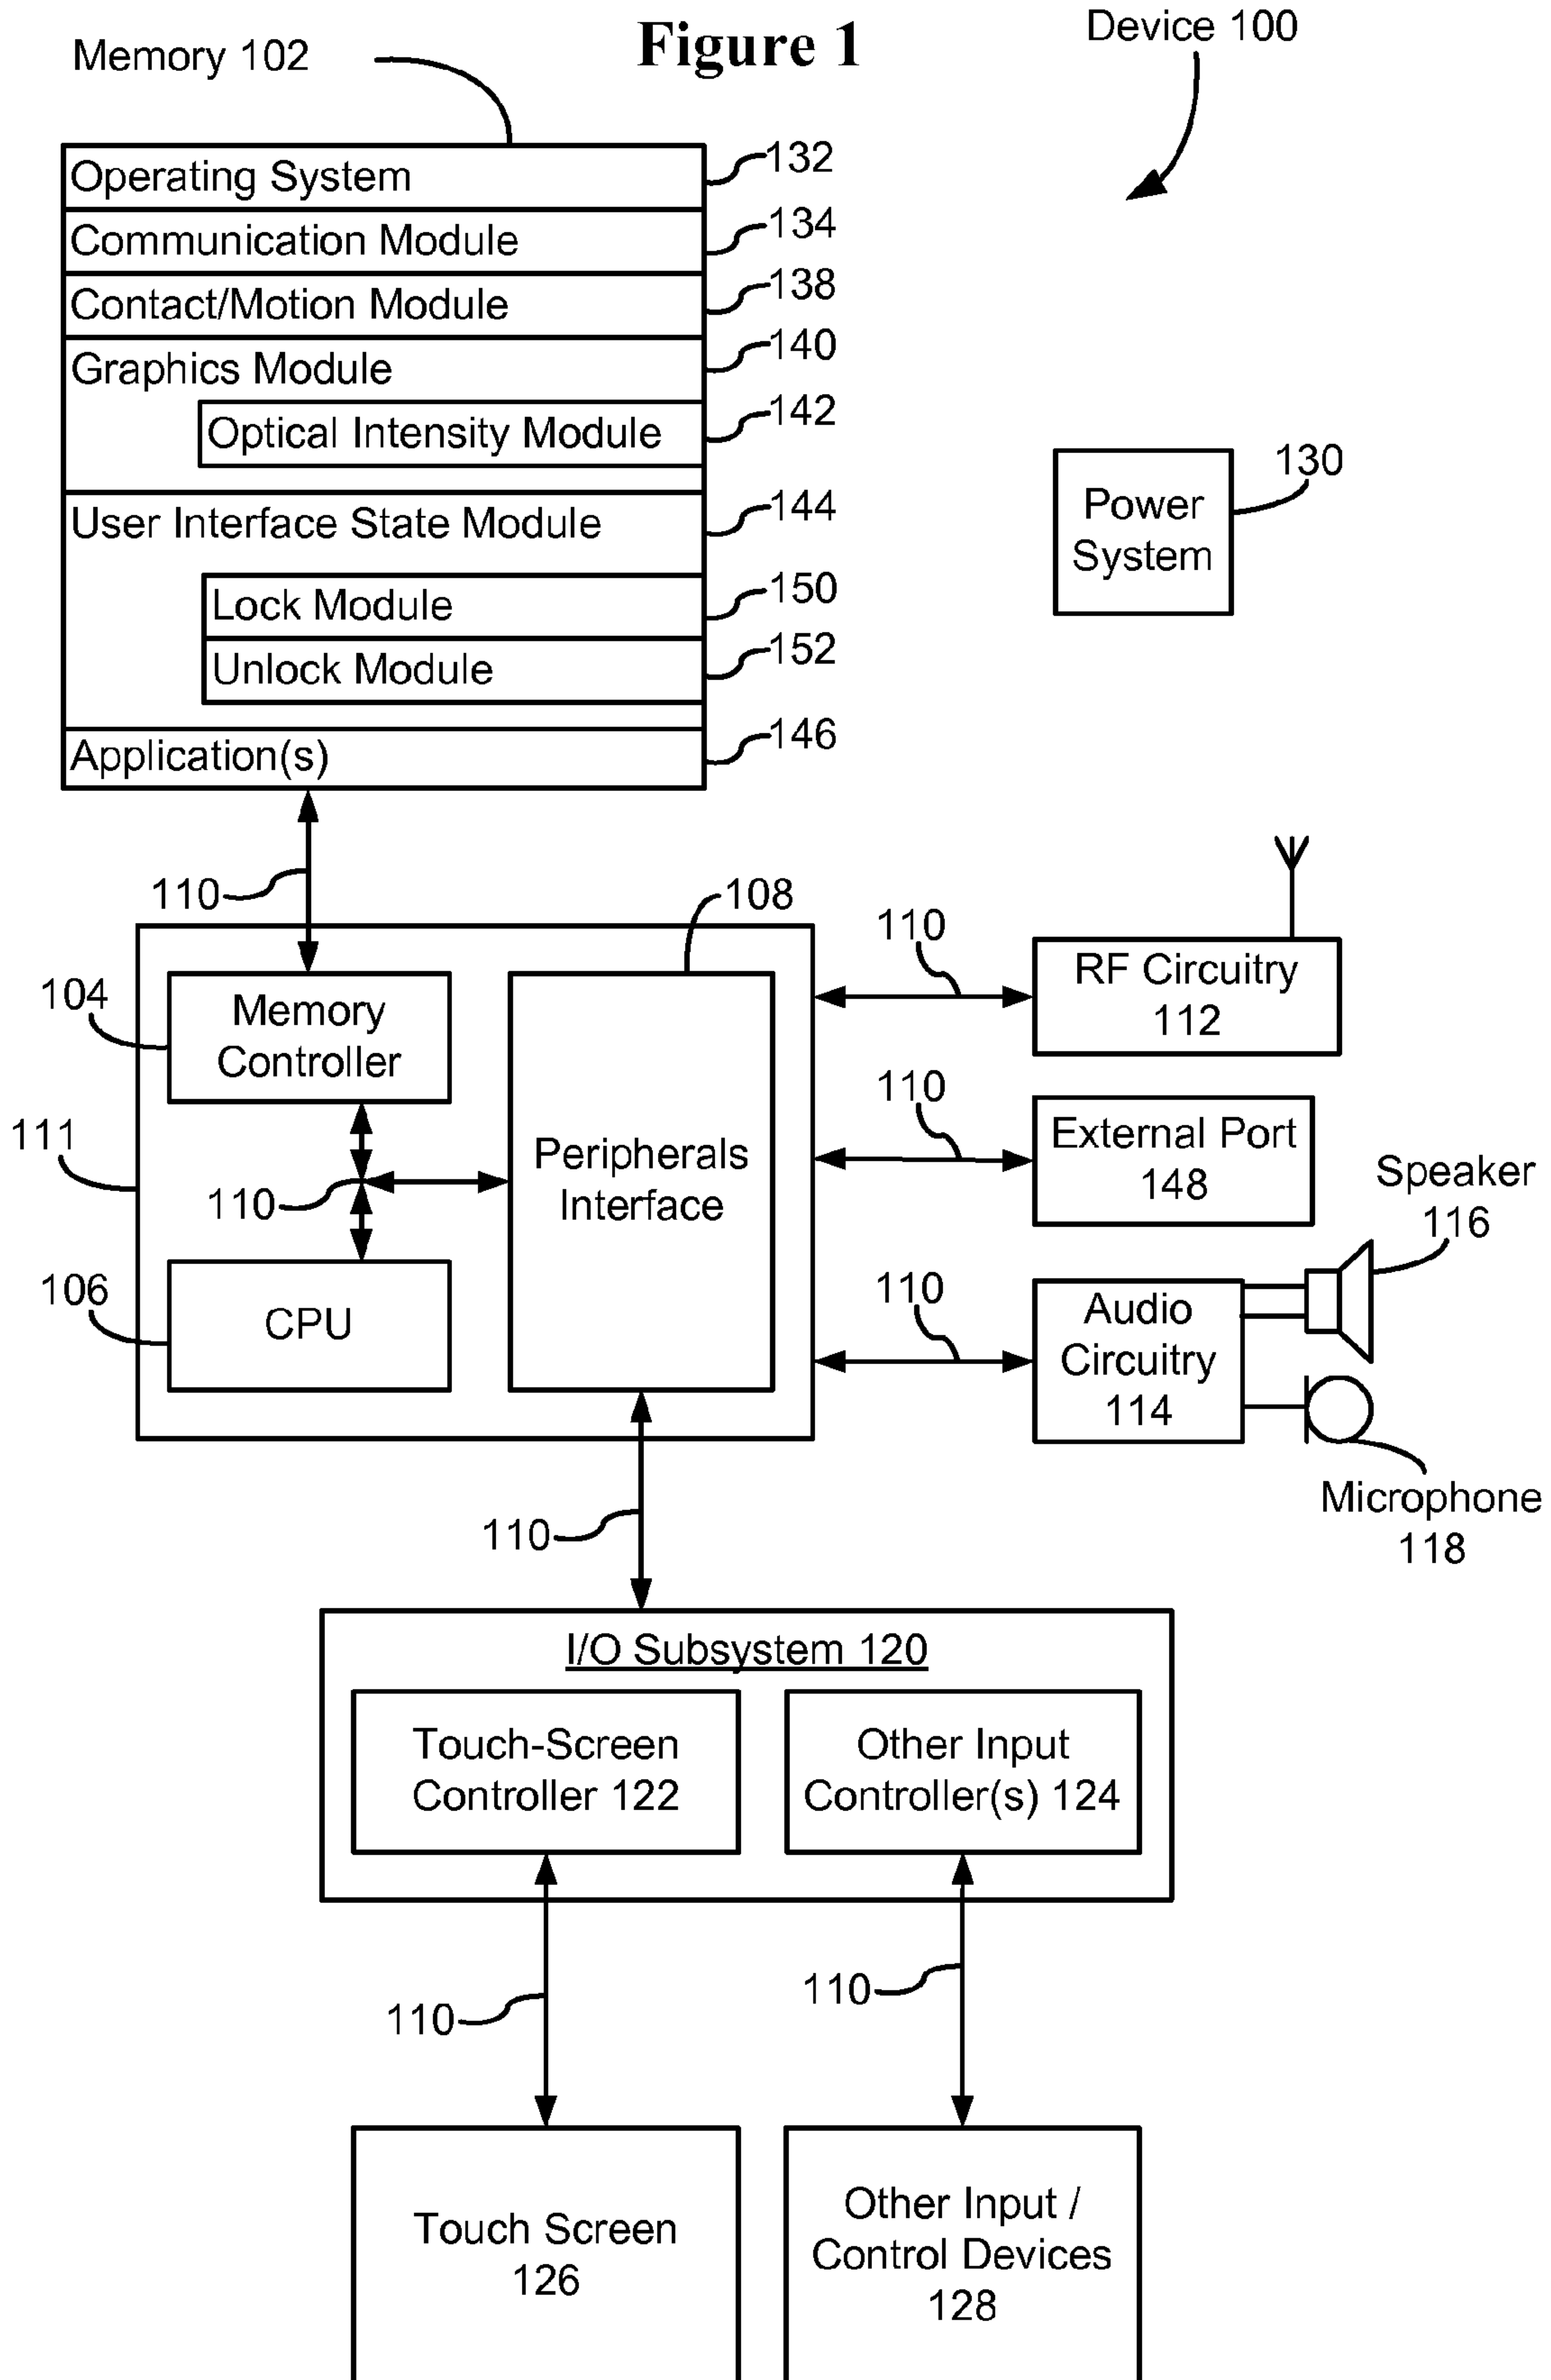 Figure 1
Device 100
Memory 102
Operating System
132
Communication Module
134
Contact/Motion Module
138
Graphics Module
140
Optical Intensity Module
142
User Interface State Module
144
Lock Module
150
Unlock Module
152
Application(s)
146
Power
System
130
110
108
104
Memory
Controller
111
110
Peripherals
Interface
106
CPU
110
RF Circuitry
112
110
External Port
148
Speaker
116
110
Audio
Circuitry
114
Microphone
118
110
I/O Subsystem 120
Touch-Screen
Controller 122
Other Input
Controller(s) 124
110
110
Touch Screen
126
Other Input /
Control Devices
128